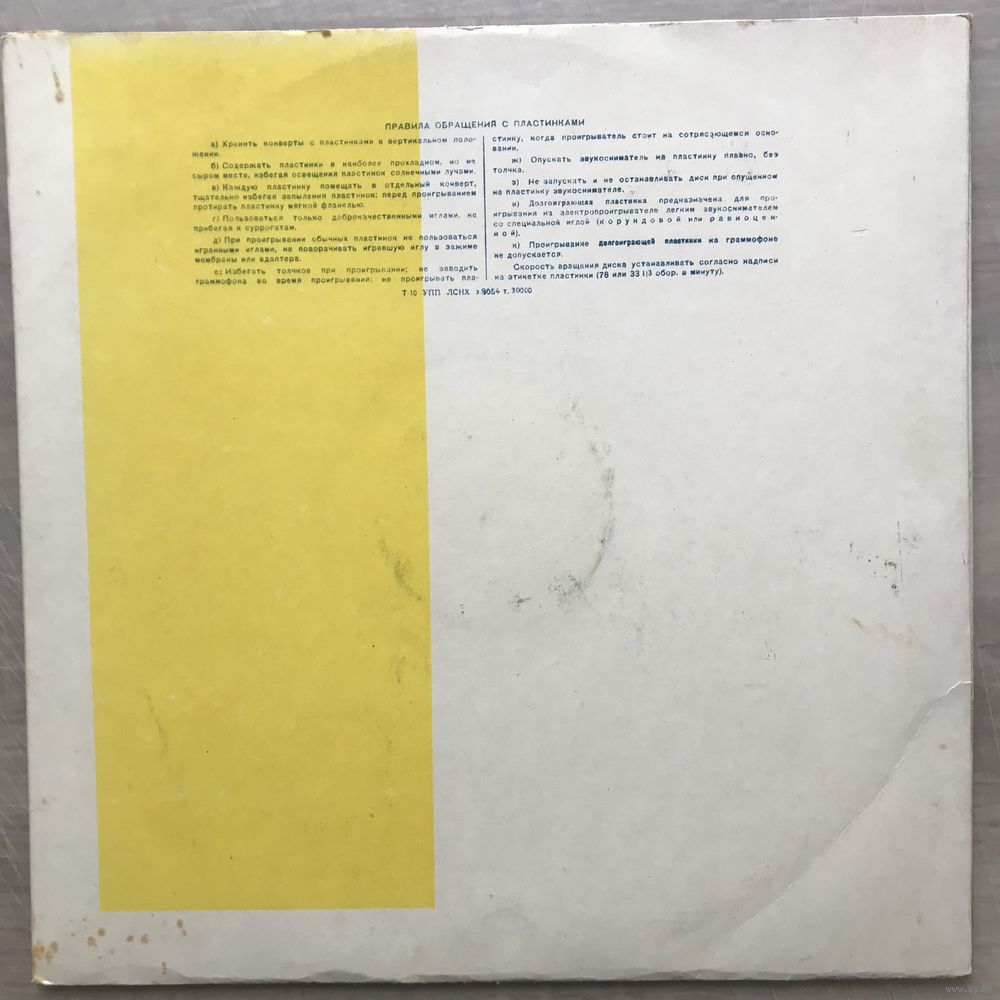 ПРАВИЛА ОБРАЩЕНИЯ С ПЛАСТИНКАМИ
а) Хранить конверты с пластинками в вертикальном поло-
жении.
б) Содержать пластинки в наиболее прохладном, но не
сыром месте, избегая освещения пластинок солнечными лучами.
в) Каждую пластинку помещать в отдельный конверт,
тщательно избегая запыления пластинок; перед проигрыванием
протирать пластинку мягкой фланелью.
г) Пользоваться только доброкачественными иглами, не
прибегая к суррогатам.
д) При проигрывании обычных пластинок не пользоваться
игранными иглами, не поворачивать игравшую иглу в зажиме
мембраны или адаптера.
е) Избегать толчков при проигрывании; не заводить
граммофона во время проигрывания; не проигрывать пла-
стинку, когда проигрыватель стоит на сотрясающемся осно-
вании.
ж) Опускать звукосниматель на пластинку плавно, без
толчка.
з) Не запускать и не останавливать диск при опущенном
на пластинку звукоснимателе.
и) Долгоиграющая пластинка предназначена для про-
игрывания на электропроигрывателе легким звукоснимателем
со специальной иглой (корундовой или равноцен-
ной).
к) Проигрывание долгоиграющей пластинки на граммофоне
не допускается.
Скорость вращения диска устанавливать согласно надписи
на этикетке пластинки (78 или 33 1/3 обор. в минуту).
Т-10 УПП ЛСНХ з.8054 т. 30000
www.ay.by